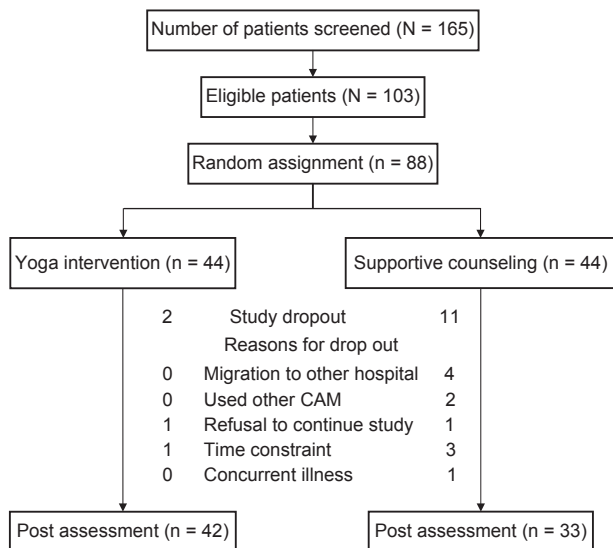 Number of patients screened (N = 165)
Eligible patients (N = 103)
Random assignment (n = 88)
Yoga intervention (n = 44) Supportive counseling (n = 44)
2 Study dropout 11
Reasons for drop out
0 Migration to other hospital 4
0 Used other CAM 2
1 Refusal to continue study 1
1 Time constraint 3
0 Concurrent illness 1
Post assessment (n = 42) Post assessment (n = 33)